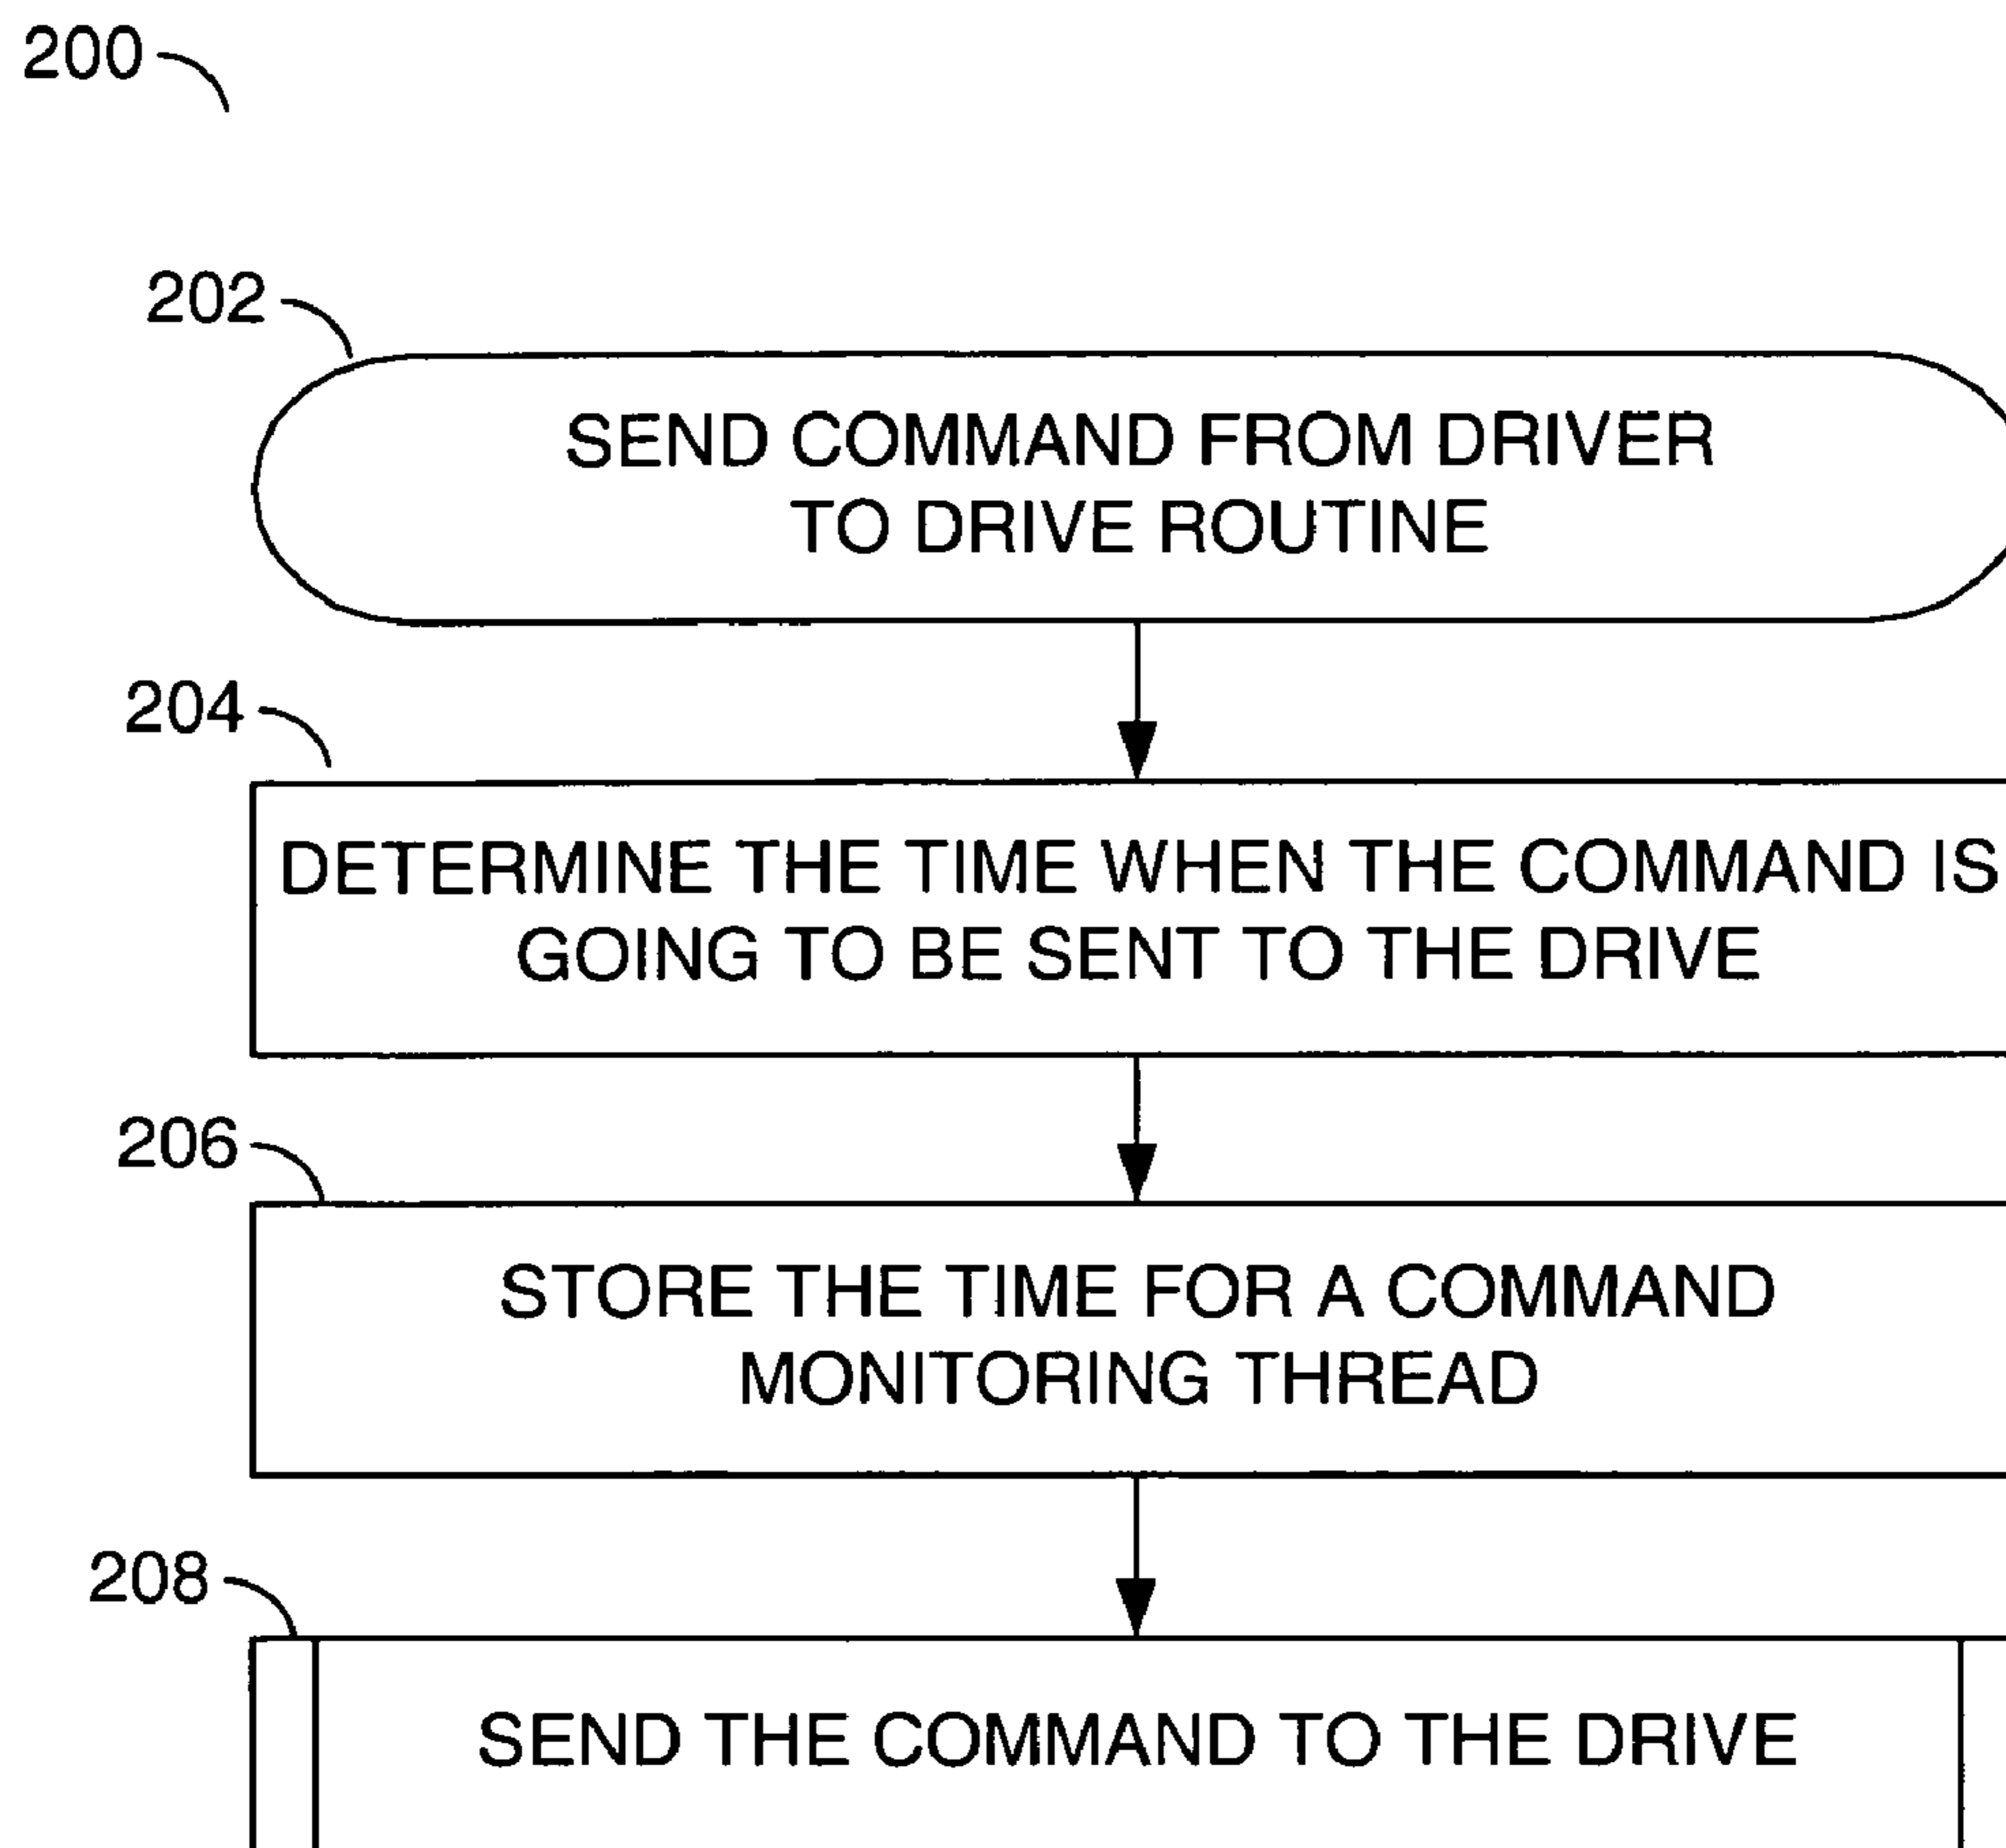 200
202
SEND COMMAND FROM DRIVER
TO DRIVE ROUTINE
204
DETERMINE THE TIME WHEN THE COMMAND IS
GOING TO BE SENT TO THE DRIVE
206
STORE THE TIME FOR A COMMAND
MONITORING THREAD
208
SEND THE COMMAND TO THE DRIVE